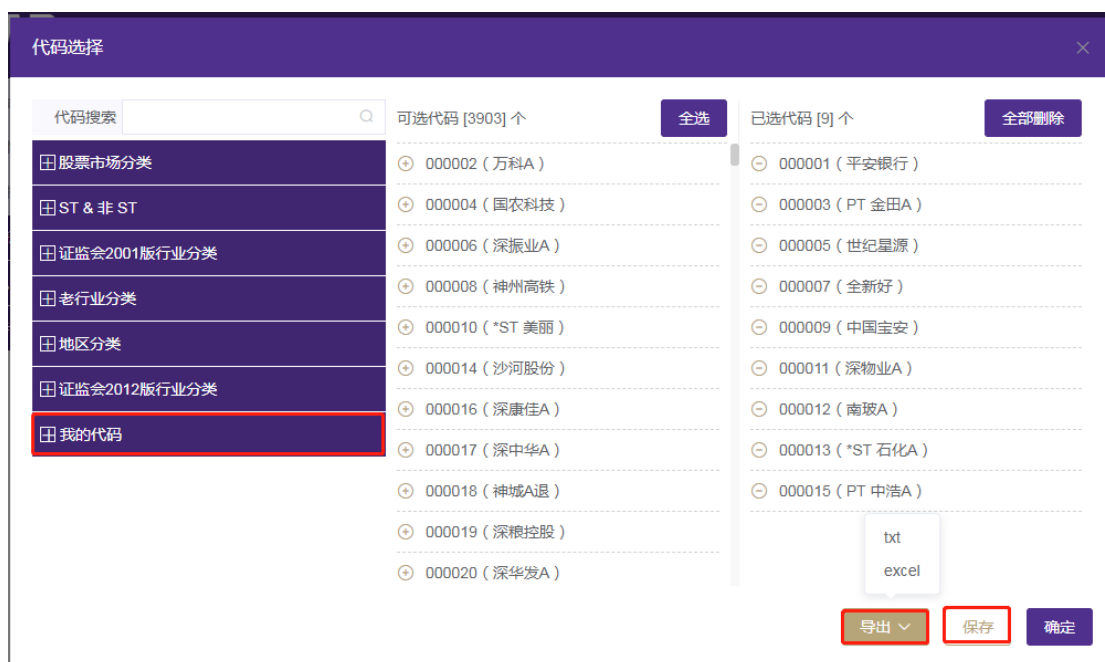 代码选择
代码搜索
股票市场分类
ST & 非 ST
证监会2001版行业分类
老行业分类
地区分类
证监会2012版行业分类
我的代码
可选代码 [3903] 个
全选
000002（万科A）
000004（国农科技）
000006（深振业A）
000008（神州高铁）
000010（*ST 美丽）
000014（沙河股份）
000016（深康佳A）
000017（深中华A）
000018（神城A退）
000019（深粮控股）
000020（深华发A）
已选代码 [9] 个
全部删除
000001（平安银行）
000003（PT 金田A）
000005（世纪星源）
000007（全新好）
000009（中国宝安）
000011（深物业A）
000012（南玻A）
000013（*ST 石化A）
000015（PT 中浩A）
txt
excel
导出
保存
确定